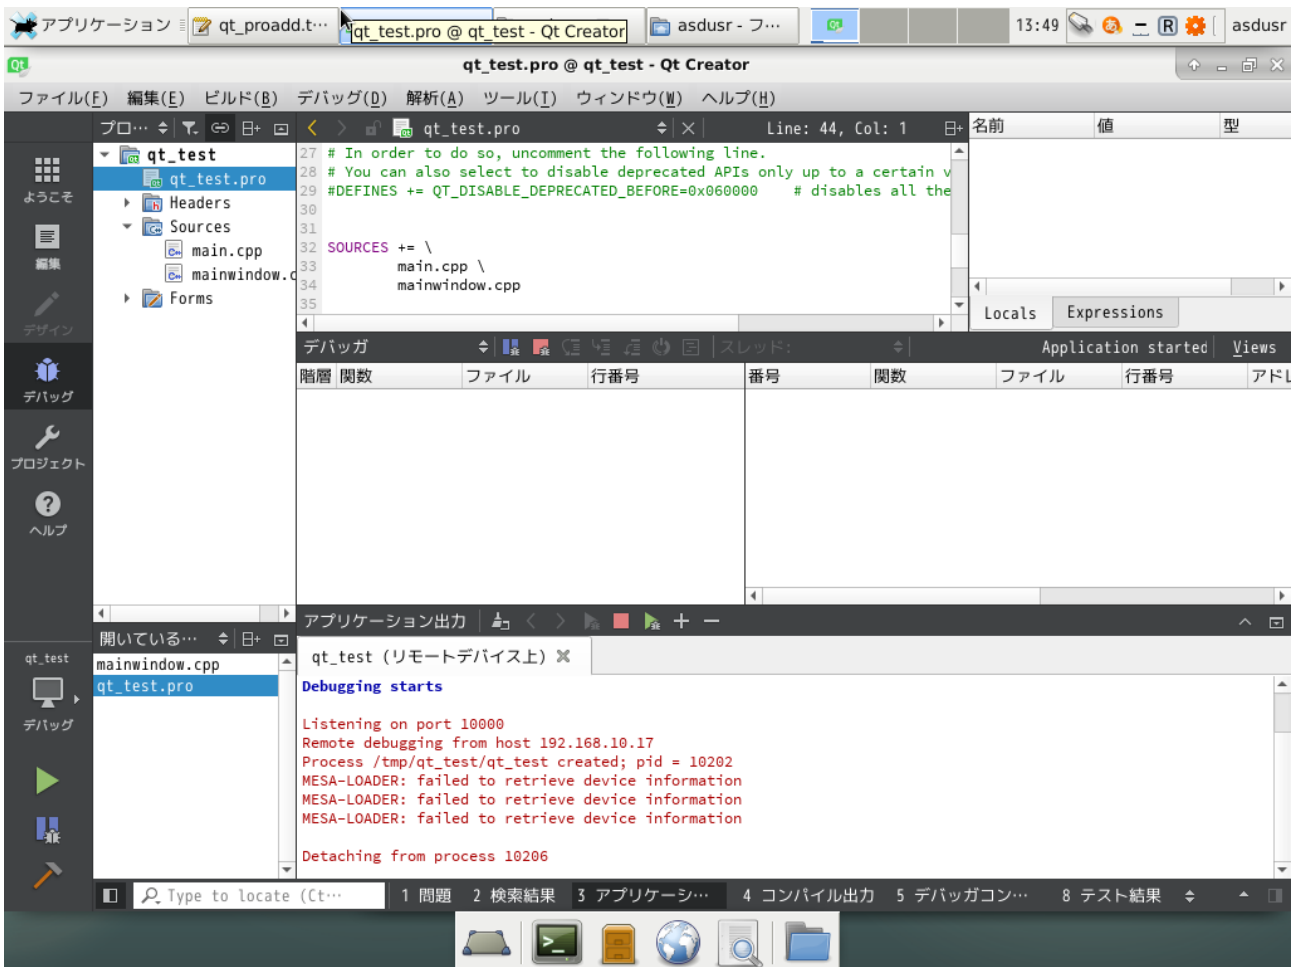 アプリケーション
qt_proadd.t…
qt_test.pro @ qt_test - Qt Creator
asdusr - フ…
13:49
R
asdusr
qt_test.pro @ qt_test - Qt Creator
ファイル(F) 編集(E) ビルド(B) デバッグ(D) 解析(A) ツール(T) ウィンドウ(W) ヘルプ(H)
プロ…
qt_test.pro
Line: 44, Col: 1
名前 値 型
ようこそ
編集
デザイン
デバッグ
プロジェクト
ヘルプ
qt_test
qt_test.pro
Headers
Sources
main.cpp
mainwindow.c
Forms
27 # In order to do so, uncomment the following line.
28 # You can also select to disable deprecated APIs only up to a certain v
29 #DEFINES += QT_DISABLE_DEPRECATED_BEFORE=0x060000    # disables all the
30
31
32 SOURCES += \
33 main.cpp \
34 mainwindow.cpp
35
Locals Expressions
デバッガ
スレッド:
Application started
Views
階層 関数 ファイル 行番号
番号 関数 ファイル 行番号 アドレ
アプリケーション出力
開いている…
mainwindow.cpp
qt_test.pro
qt_test
デバッグ
qt_test (リモートデバイス上)
Debugging starts
Listening on port 10000
Remote debugging from host 192.168.10.17
Process /tmp/qt_test/qt_test created; pid = 10202
MESA-LOADER: failed to retrieve device information
MESA-LOADER: failed to retrieve device information
MESA-LOADER: failed to retrieve device information
Detaching from process 10206
Type to locate (Ct…
1 問題 2 検索結果 3 アプリケーシ… 4 コンパイル出力 5 デバッガコン… 8 テスト結果